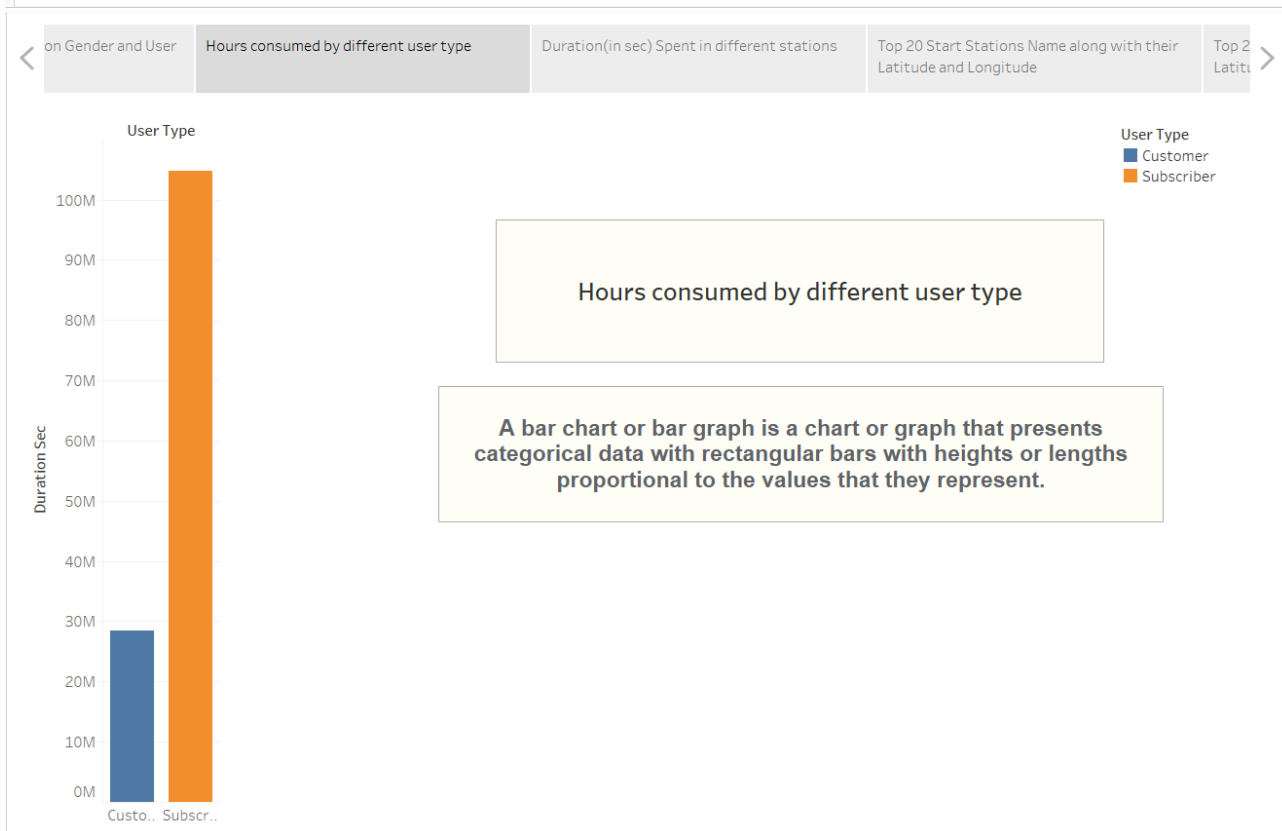 on Gender and User
Hours consumed by different user type
Duration(in sec) Spent in different stations
Top 20 Start Stations Name along with their
Latitude and Longitude
Top 2
Latitu
User Type
User Type
Customer
Subscriber
100M
90M
80M
70M
60M
50M
40M
30M
20M
10M
0M
Duration Sec
Custo.. Subscr..
Hours consumed by different user type
A bar chart or bar graph is a chart or graph that presents
categorical data with rectangular bars with heights or lengths
proportional to the values that they represent.